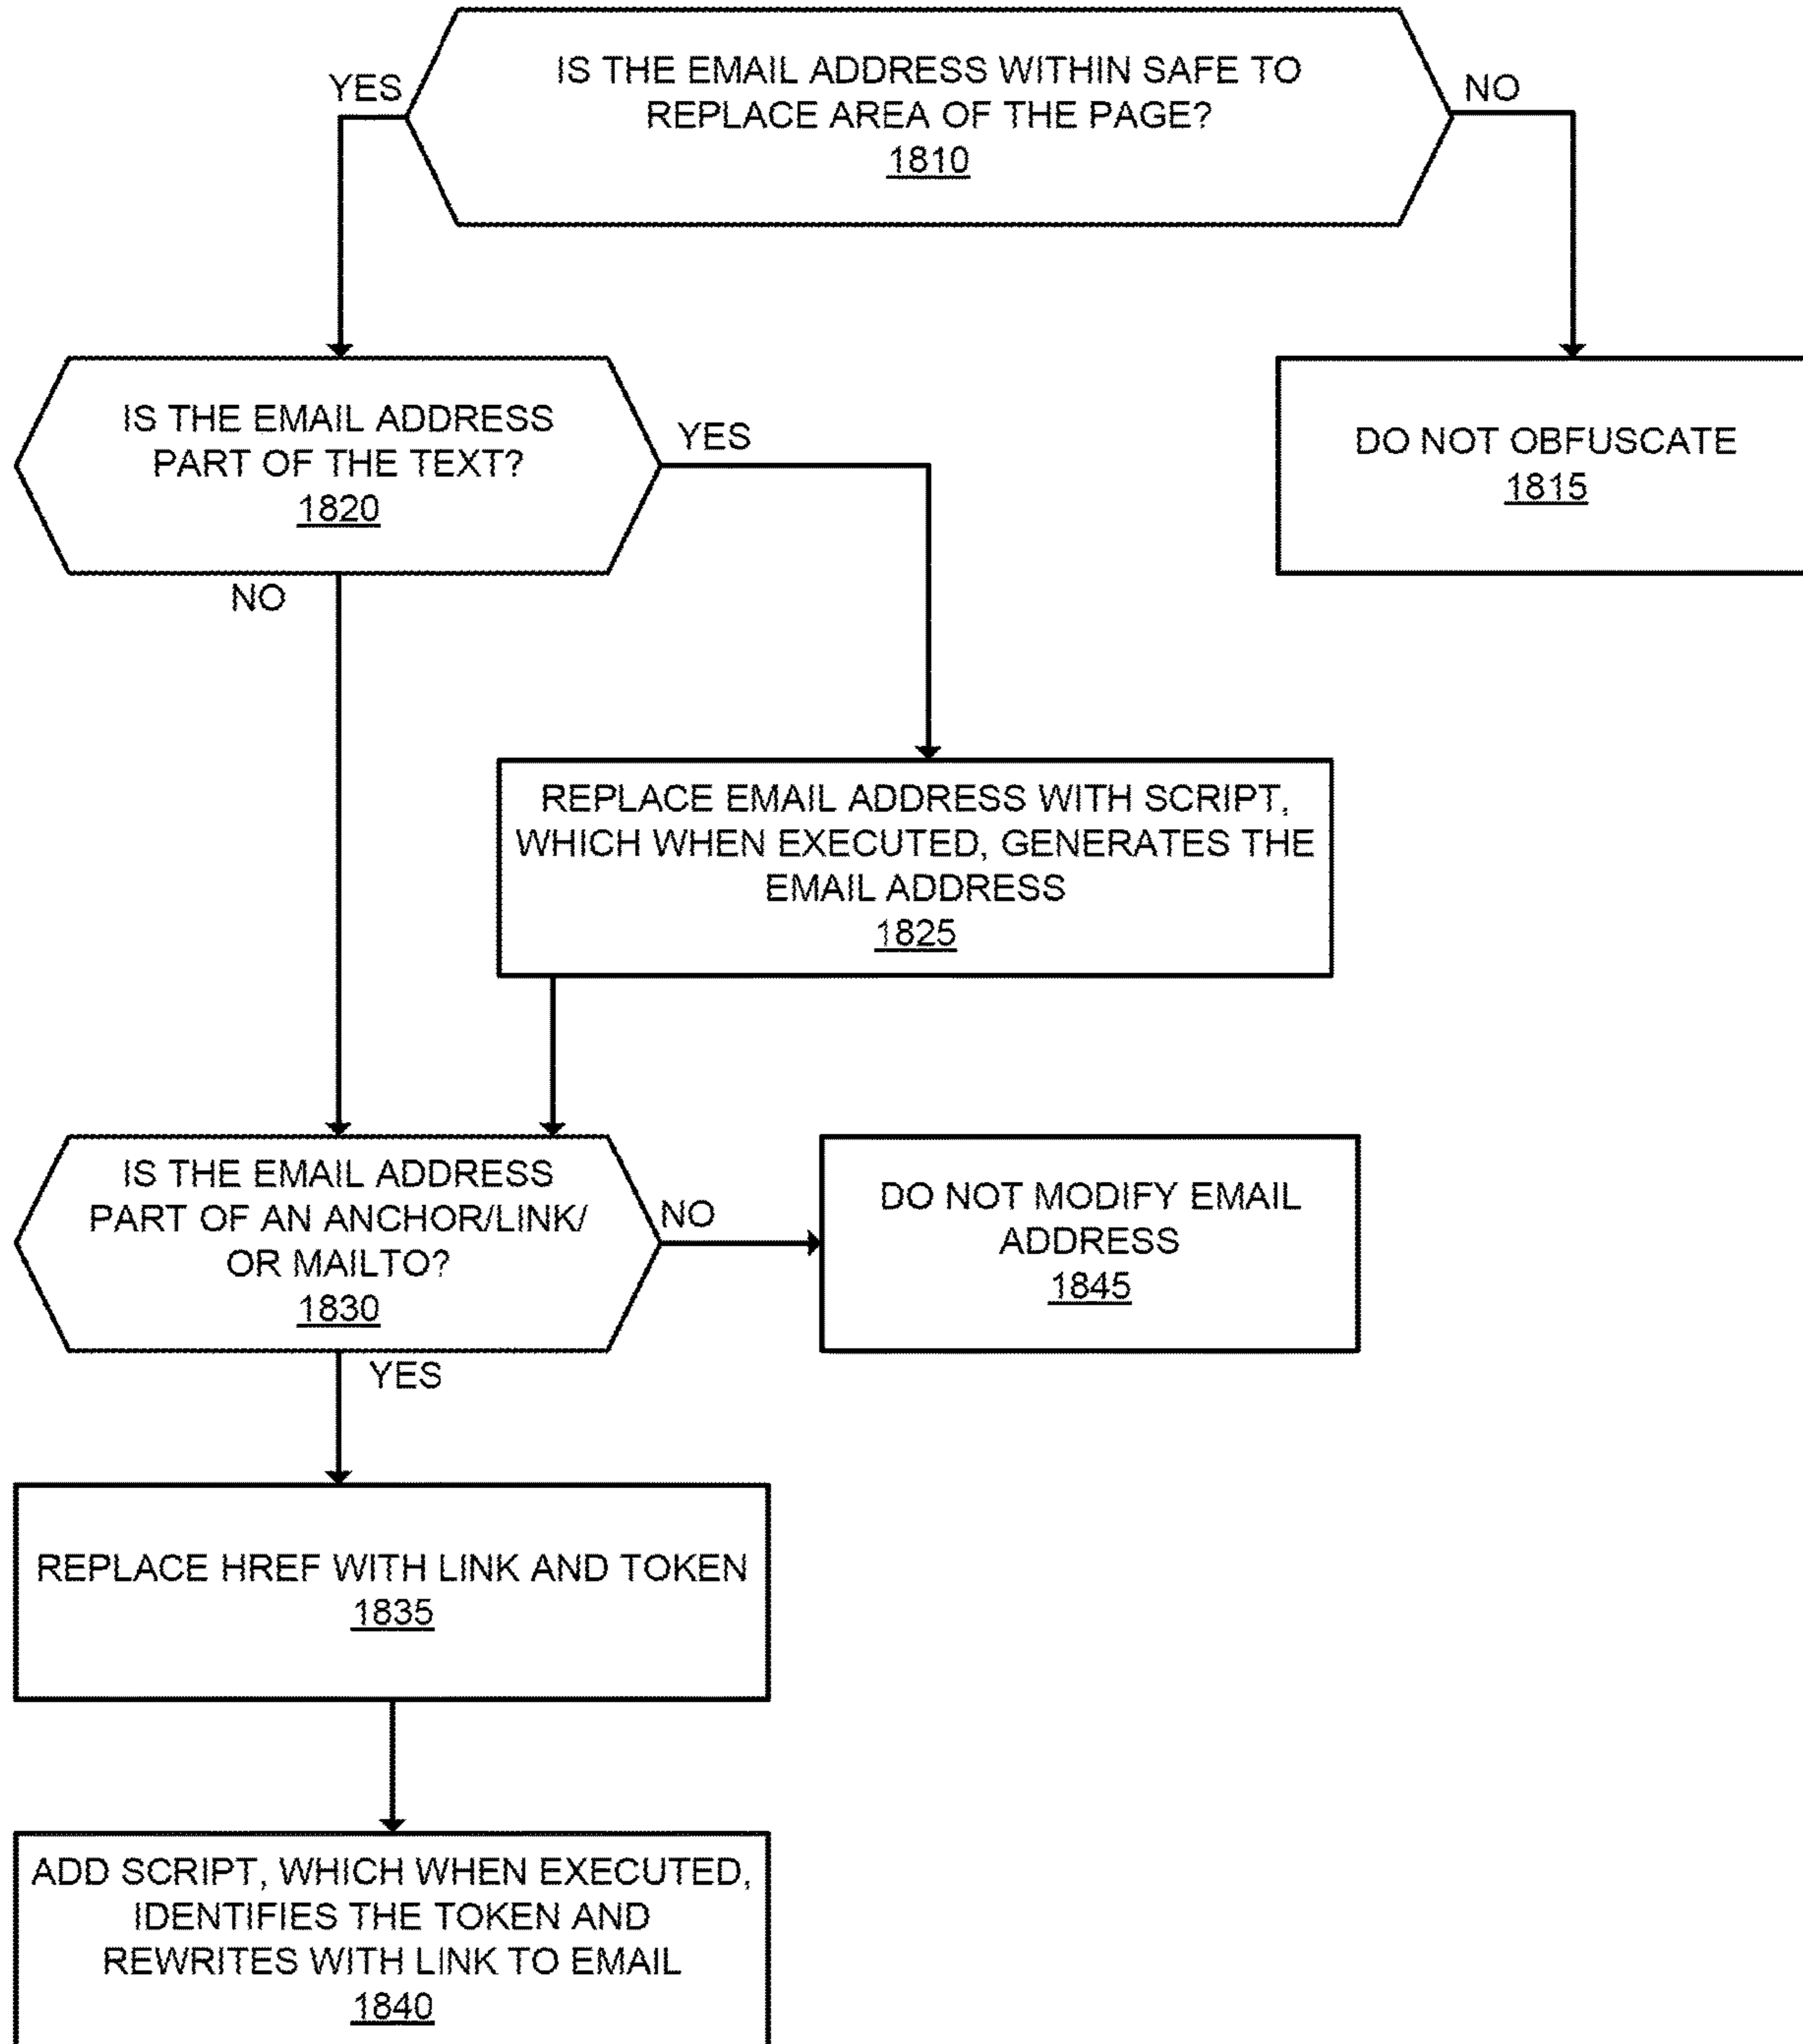 IS THE EMAIL ADDRESS WITHIN SAFE TO
REPLACE AREA OF THE PAGE?
1810
YES
NO
IS THE EMAIL ADDRESS
PART OF THE TEXT?
1820
YES
NO
DO NOT OBFUSCATE
1815
REPLACE EMAIL ADDRESS WITH SCRIPT,
WHICH WHEN EXECUTED, GENERATES THE
EMAIL ADDRESS
1825
IS THE EMAIL ADDRESS
PART OF AN ANCHOR/LINK/
OR MAILTO?
1830
NO
YES
DO NOT MODIFY EMAIL
ADDRESS
1845
REPLACE HREF WITH LINK AND TOKEN
1835
ADD SCRIPT, WHICH WHEN EXECUTED,
IDENTIFIES THE TOKEN AND
REWRITES WITH LINK TO EMAIL
1840